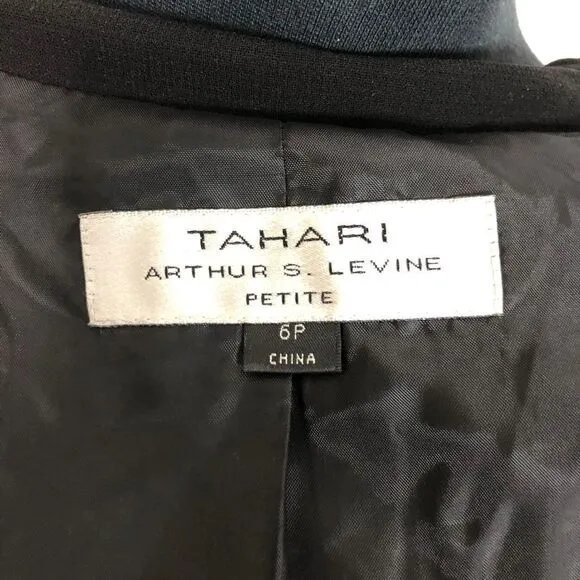 TAHARI
ARTHUR S. LEVINE
PETITE
6P
CHINA